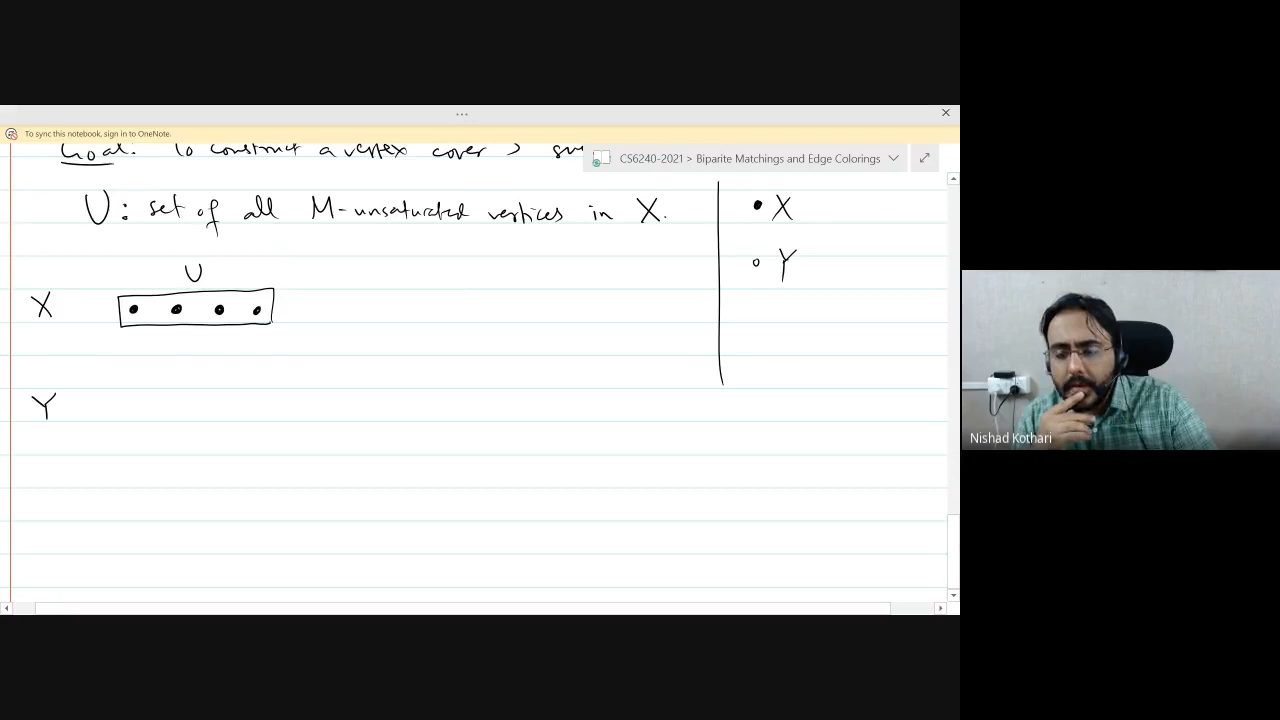 To sync this notebook, sign in to OneNote.
Goal: To construct a vertex cover
CS6240-2021 > Biparite Matchings and Edge Colorings
U: set of all M-unsaturated vertices in X.
X
Y
U
X
Y
Nishad Kothari